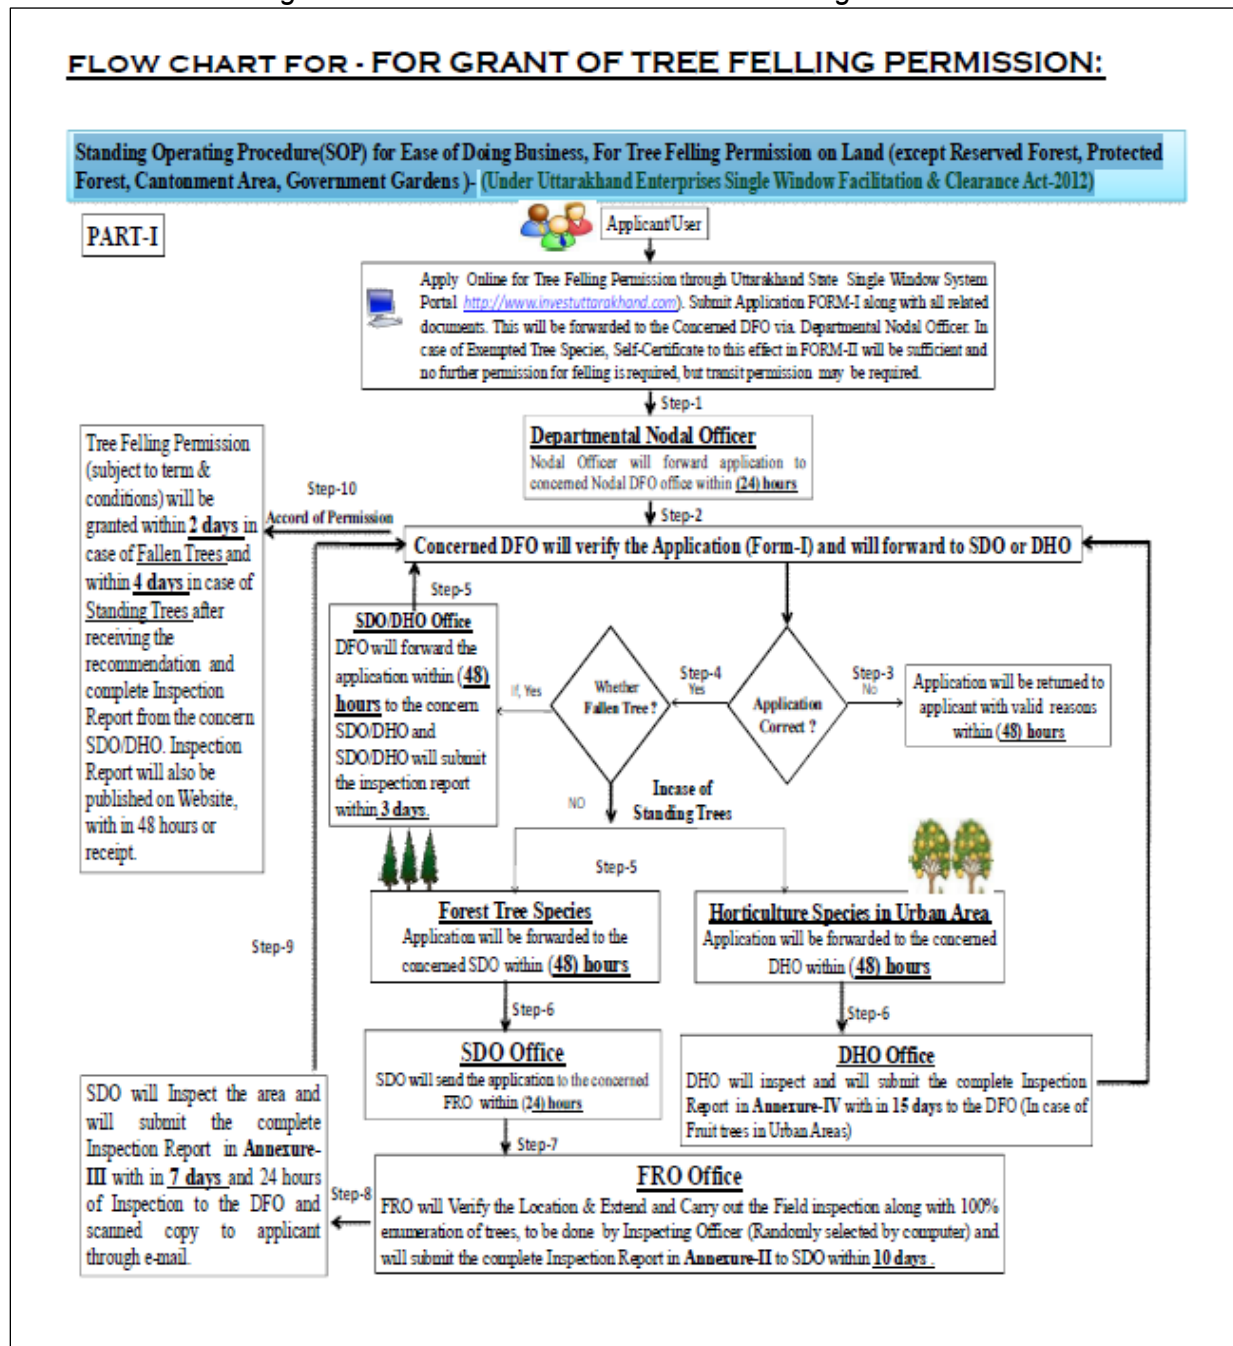 FLOW CHART FOR - FOR GRANT OF TREE FELLING PERMISSION:
Standing Operating Procedure(SOP) for Ease of Doing Business, For Tree Felling Permission on Land (except Reserved Forest, Protected
Forest, Cantonment Area, Government Gardens )- (Under Uttarakhand Enterprises Single Window Facilitation & Clearance Act-2012)
PART-I
Applicant/User
Apply Online for Tree Felling Permission through Uttarakhand State Single Window System
Portal http://www.investuttarakhand.com). Submit Application FORM-I along with all related
documents. This will be forwarded to the Concerned DFO via. Departmental Nodal Officer. In
case of Exempted Tree Species, Self-Certificate to this effect in FORM-II will be sufficient and
no further permission for felling is required, but transit permission may be required.
Step-1
Departmental Nodal Officer
Nodal Officer will forward application to
concerned Nodal DFO office within (24) hours
Step-2
Concerned DFO will verify the Application (Form-I) and will forward to SDO or DHO
Step-10
Accord of Permission
Tree Felling Permission
(subject to term &
conditions) will be
granted within 2 days in
case of Fallen Trees and
within 4 days in case of
Standing Trees after
receiving the
recommendation and
complete Inspection
Report from the concern
SDO/DHO. Inspection
Report will also be
published on Website,
with in 48 hours or
receipt.
Step-5
SDO/DHO Office
DFO will forward the
application within (48)
hours to the concern
SDO/DHO and
SDO/DHO will submit
the inspection report
within 3 days.
If, Yes
Whether
Fallen Tree ?
Step-4
Yes
Application
Correct ?
Step-3
No
Application will be returned to
applicant with valid reasons
within (48) hours
NO
Incase of
Standing Trees
Step-5
Forest Tree Species
Application will be forwarded to the
concerned SDO within (48) hours
Horticulture Species in Urban Area
Application will be forwarded to the concerned
DHO within (48) hours
Step-9
Step-6
Step-6
SDO Office
SDO will send the application to the concerned
FRO within (24) hours
DHO Office
DHO will inspect and will submit the complete Inspection
Report in Annexure-IV with in 15 days to the DFO (In case of
Fruit trees in Urban Areas)
Step-7
FRO Office
FRO will Verify the Location & Extend and Carry out the Field inspection along with 100%
enumeration of trees, to be done by Inspecting Officer (Randomly selected by computer) and
will submit the complete Inspection Report in Annexure-II to SDO within 10 days .
Step-8
SDO will Inspect the area and
will submit the complete
Inspection Report in Annexure-
III with in 7 days and 24 hours
of Inspection to the DFO and
scanned copy to applicant
through e-mail.